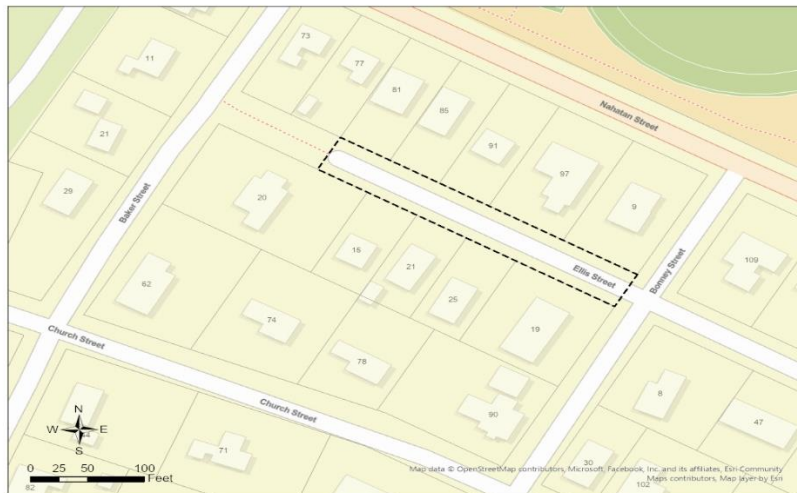 73
77
11
81
85
Nahatan Street
21
91
97
29
Baker Street
20
9
15
21
25
Ellis Street
Bonney Street
109
62
74
78
19
Church Street
Church Street
90
8
47
N
W E
S
44
71
30
102
82
0 25 50 100
Feet
Map data © OpenStreetMap contributors, Microsoft, Facebook, Inc. and its affiliates, Esri Community
Maps contributors, Map layer by Esri